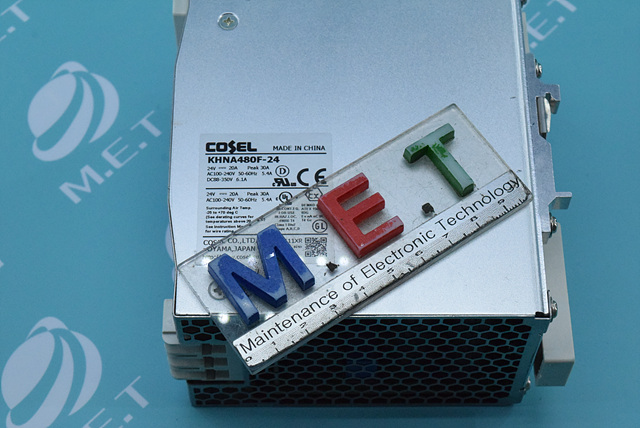 M.E.T
COSEL
MADE IN CHINA
KHNA480F-24
24V ⎓ 20A Peak 30A
AC100-240V 50-60Hz 5.4A
DC88-350V 6.1A
24V ⎓ 20A Peak 30A
AC100-240V 50-60Hz 5.4A
Surrounding Air Temp.
COSEL CO.,LTD.
TOYAMA,JAPAN
GL
MET
Maintenance of Electronic Technology
M.E.T